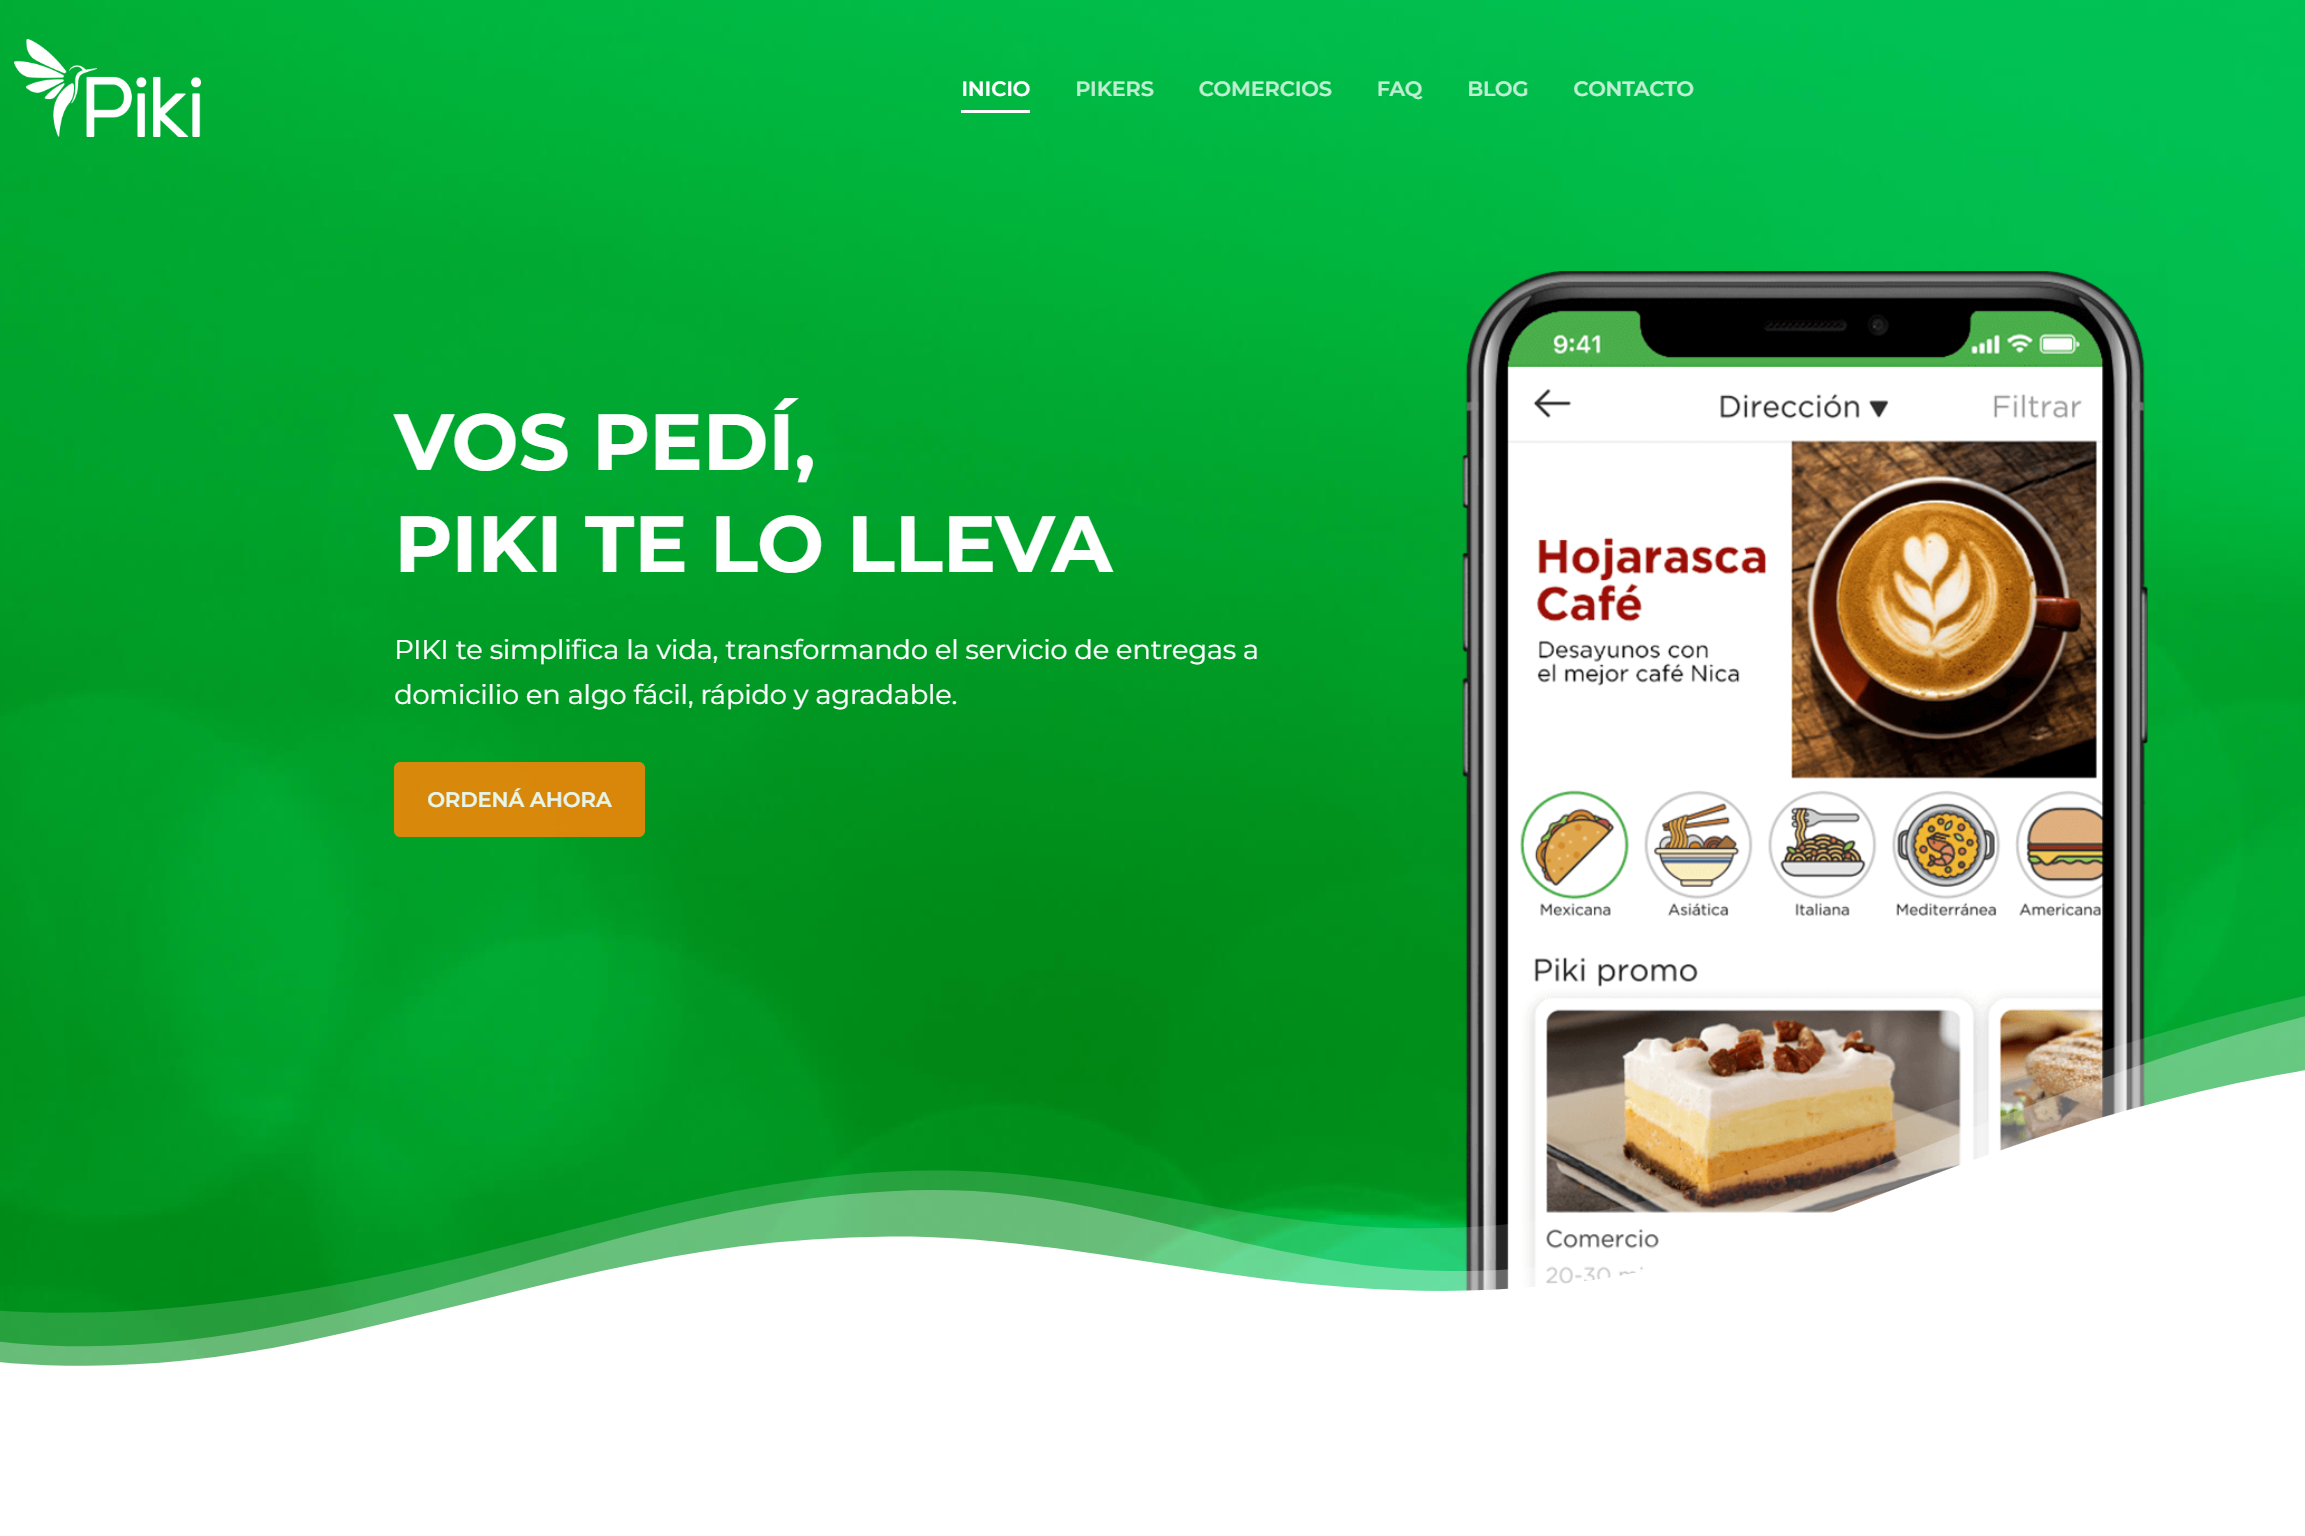 Piki
INICIO
PIKERS
COMERCIOS
FAQ
BLOG
CONTACTO
VOS PEDÍ,
PIKI TE LO LLEVA
PIKI te simplifica la vida, transformando el servicio de entregas a
domicilio en algo fácil, rápido y agradable.
ORDENÁ AHORA
9:41
Dirección ▼
Filtrar
Hojarasca
Café
Desayunos con
el mejor café Nica
Mexicana
Asiática
Italiana
Mediterránea
Americana
Piki promo
Comercio
20-30